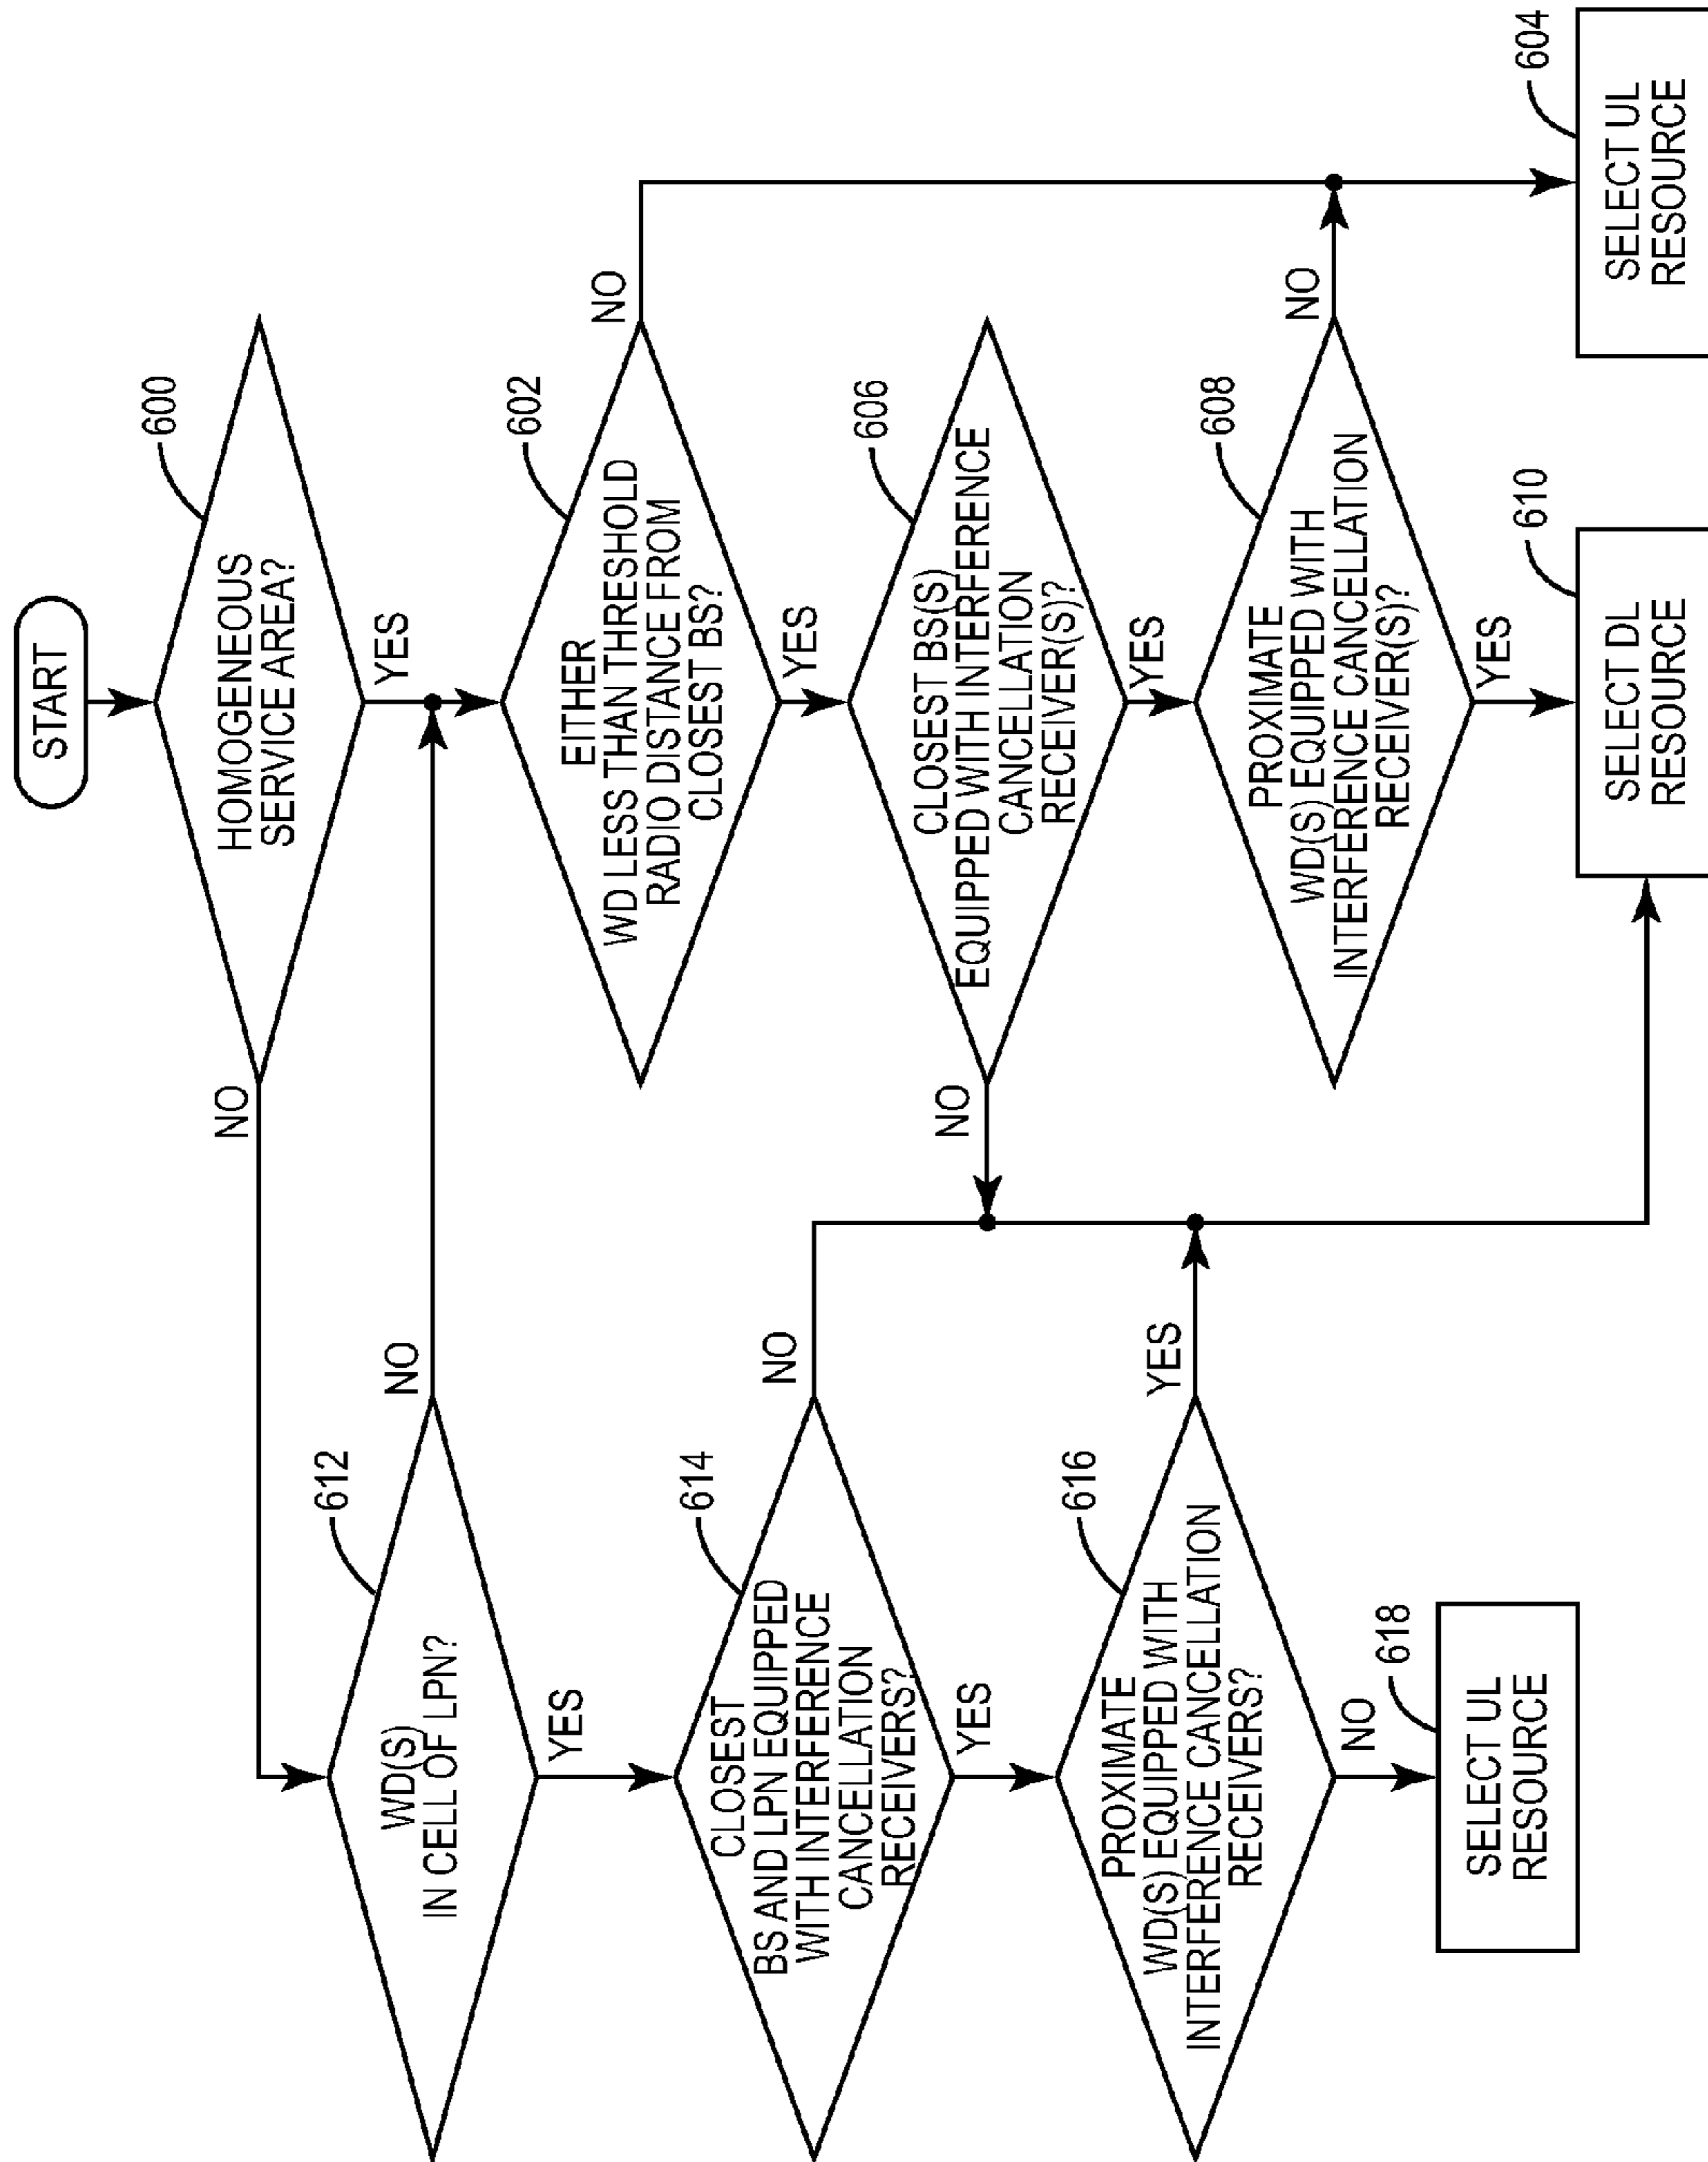 START
HOMOGENEOUS
SERVICE AREA?
600
NO
YES
WD(S)
IN CELL OF LPN?
612
NO
YES
EITHER
WD LESS THAN THRESHOLD
RADIO DISTANCE FROM
CLOSEST BS?
602
NO
YES
CLOSEST
BS AND LPN EQUIPPED
WITH INTERFERENCE
CANCELLATION
RECEIVERS?
614
NO
YES
CLOSEST BS(S)
EQUIPPED WITH INTERFERENCE
CANCELLATION
RECEIVER(S)?
606
NO
YES
PROXIMATE
WD(S) EQUIPPED WITH
INTERFERENCE CANCELLATION
RECEIVERS?
616
YES
NO
PROXIMATE
WD(S) EQUIPPED WITH
INTERFERENCE CANCELLATION
RECEIVER(S)?
608
NO
YES
SELECT UL
RESOURCE
618
SELECT DL
RESOURCE
610
SELECT UL
RESOURCE
604